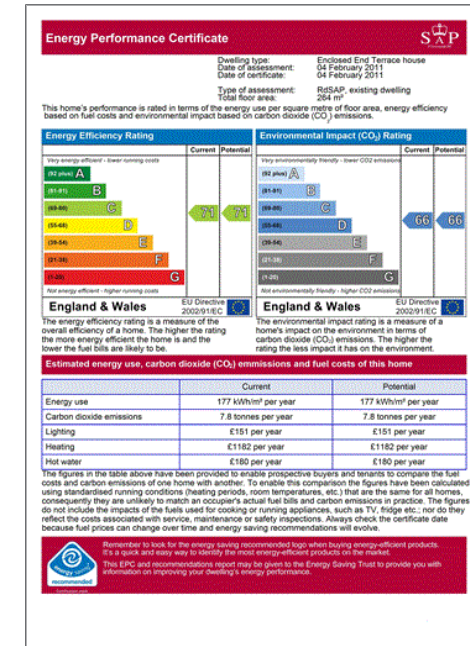 Energy Performance Certificate
SAP
Dwelling type: Enclosed End Terrace house
Date of assessment: 04 February 2011
Date of certificate: 04 February 2011
Type of assessment: RdSAP, existing dwelling
Total floor area: 264 m²
This home's performance is rated in terms of the energy use per square metre of floor area, energy efficiency
based on fuel costs and environmental impact based on carbon dioxide (CO2) emissions.
Energy Efficiency Rating
Current Potential
Very energy efficient - lower running costs
(92 plus) A
(81-91) B
(69-80) C
(55-68) D
(39-54) E
(21-38) F
(1-20) G
71 71
Not energy efficient - higher running costs
England & Wales
EU Directive
2002/91/EC
The energy efficiency rating is a measure of the
overall efficiency of a home. The higher the rating
the more energy efficient the home is and the
lower the fuel bills are likely to be.
Environmental Impact (CO2) Rating
Current Potential
Very environmentally friendly - lower CO2 emissions
(92 plus) A
(81-91) B
(69-80) C
(55-68) D
(39-54) E
(21-38) F
(1-20) G
66 66
Not environmentally friendly - higher CO2 emissions
England & Wales
EU Directive
2002/91/EC
The environmental impact rating is a measure of a
home's impact on the environment in terms of
carbon dioxide (CO2) emissions. The higher the
rating the less impact it has on the environment.
Estimated energy use, carbon dioxide (CO2) emmissions and fuel costs of this home
Current Potential
Energy use 177 kWh/m² per year 177 kWh/m² per year
Carbon dioxide emissions 7.8 tonnes per year 7.8 tonnes per year
Lighting £151 per year £151 per year
Heating £1182 per year £1182 per year
Hot water £180 per year £180 per year
The figures in the table above have been provided to enable prospective buyers and tenants to compare the fuel
costs and carbon emissions of one home with another. To enable this comparison the figures have been calculated
using standardised running conditions (heating periods, room temperatures, etc.) that are the same for all homes,
consequently they are unlikely to match an occupier's actual fuel bills and carbon emissions in practice. The figures
do not include the impacts of the fuels used for cooking or running appliances, such as TV, fridge etc.; nor do they
reflect the costs associated with service, maintenance or safety inspections. Always check the certificate date
because fuel prices can change over time and energy saving recommendations will evolve.
energy saving
recommended
Remember to look for the energy saving recommended logo when buying energy-efficient products.
It's a quick and easy way to identify the most energy-efficient products on the market.
This EPC and recommendations report may be given to the Energy Saving Trust to provide you with
information on improving your dwelling's energy performance.